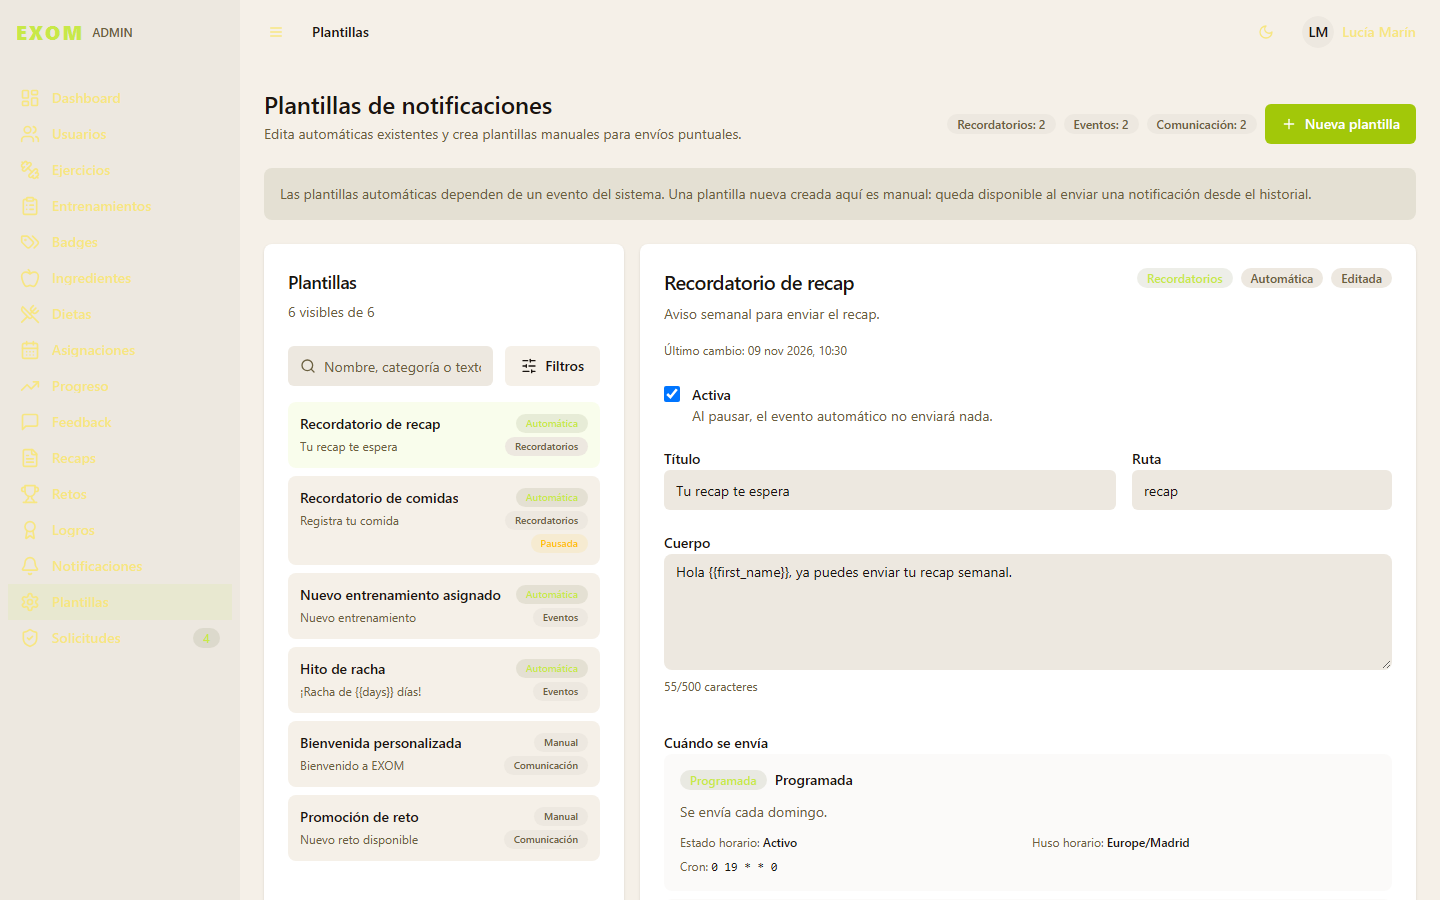 EXOM ADMIN
Plantillas
LM Lucía Marín
Dashboard
Usuarios
Ejercicios
Entrenamientos
Badges
Ingredientes
Dietas
Asignaciones
Progreso
Feedback
Recaps
Retos
Logros
Notificaciones
Plantillas
Solicitudes 4
Plantillas de notificaciones
Edita automáticas existentes y crea plantillas manuales para envíos puntuales.
Recordatorios: 2 Eventos: 2 Comunicación: 2 Nueva plantilla
Las plantillas automáticas dependen de un evento del sistema. Una plantilla nueva creada aquí es manual: queda disponible al enviar una notificación desde el historial.
Plantillas
6 visibles de 6
Nombre, categoría o texto Filtros
Recordatorio de recap Automática
Tu recap te espera Recordatorios
Recordatorio de comidas Automática
Registra tu comida Recordatorios
Pausada
Nuevo entrenamiento asignado Automática
Nuevo entrenamiento Eventos
Hito de racha Automática
¡Racha de {{days}} días! Eventos
Bienvenida personalizada Manual
Bienvenido a EXOM Comunicación
Promoción de reto Manual
Nuevo reto disponible Comunicación
Recordatorio de recap Recordatorios Automática Editada
Aviso semanal para enviar el recap.
Último cambio: 09 nov 2026, 10:30
Activa
Al pausar, el evento automático no enviará nada.
Título Ruta
Tu recap te espera recap
Cuerpo
Hola {{first_name}}, ya puedes enviar tu recap semanal.
55/500 caracteres
Cuándo se envía
Programada Programada
Se envía cada domingo.
Estado horario: Activo Huso horario: Europe/Madrid
Cron: 0 19 * * 0